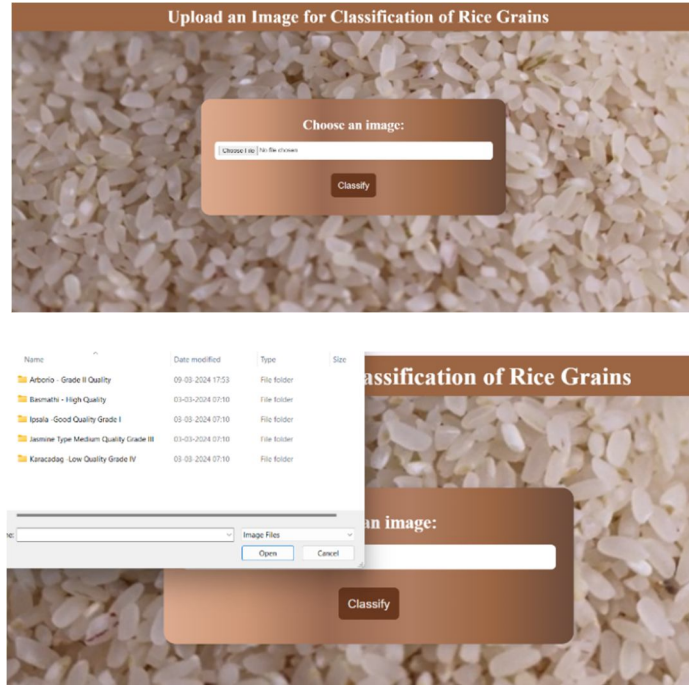 Upload an Image for Classification of Rice Grains
Choose an image:
Choose File No file chosen
Classify
Name Date modified Type Size
Arborio - Grade II Quality 09-03-2024 17:53 File folder
Basmathi - High Quality 03-03-2024 07:10 File folder
Ipsala -Good Quality Grade I 03-03-2024 07:10 File folder
Jasmine Type Medium Quality Grade III 03-03-2024 07:10 File folder
Karacadag -Low Quality Grade IV 03-03-2024 07:10 File folder
assification of Rice Grains
an image:
me:
Image Files
Open Cancel
Classify